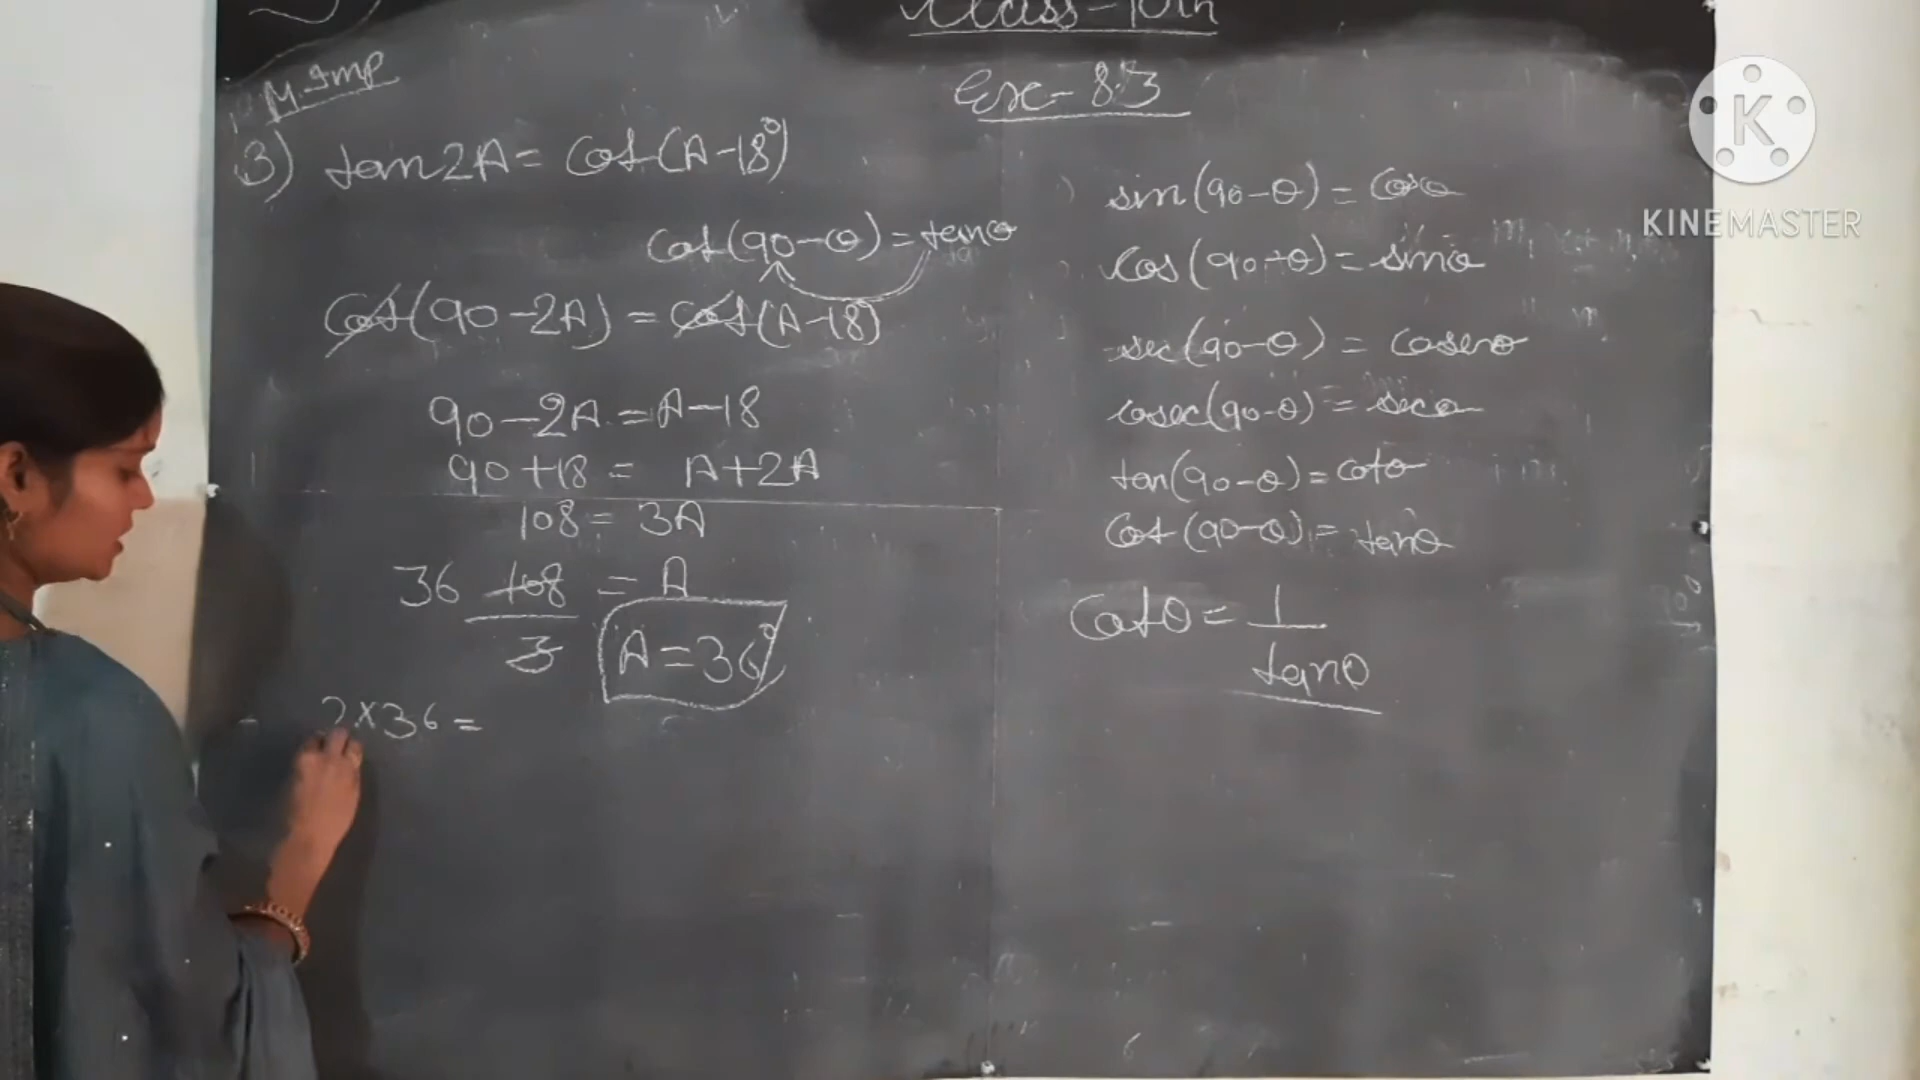 Class-10th
Exe-8.3
M.Imp
3) tan2A = Cot(A-18°)
Cot(90-θ) = tanθ
Cot(90-2A) = Cot(A-18°)
90-2A = A-18
90+18 = A+2A
108 = 3A
36 108/3 = A
A=36°
2×36=
sin(90-θ) = Cosθ
Cos(90-θ) = sinθ
sec(90-θ) = Cosecθ
Cosec(90-θ) = secθ
tan(90-θ) = Cotθ
Cot(90-θ) = tanθ
Cotθ = 1/tanθ
K
KINEMASTER